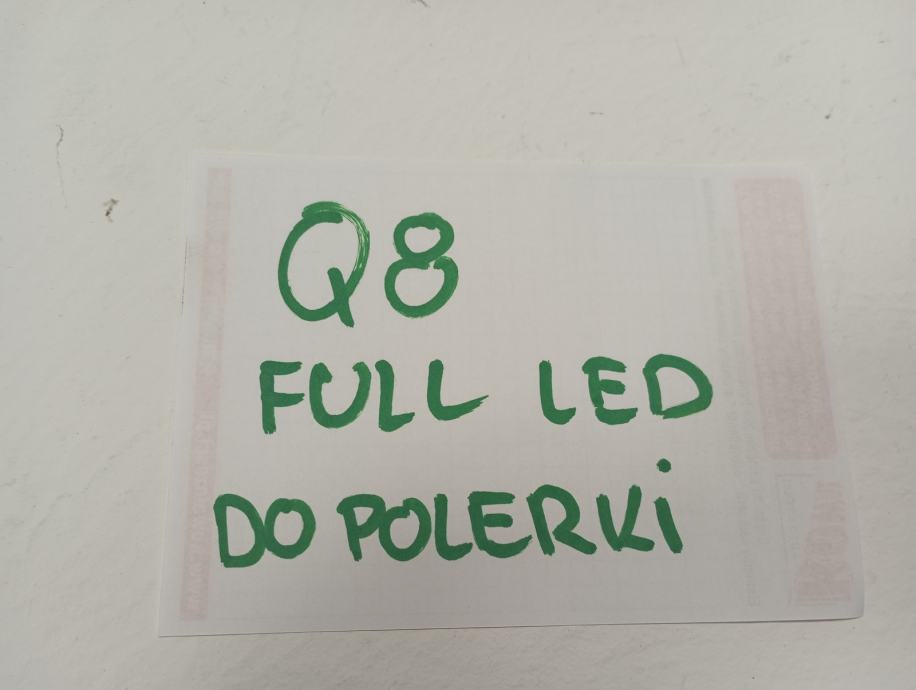 Q8
FULL LED
DO POLERKi